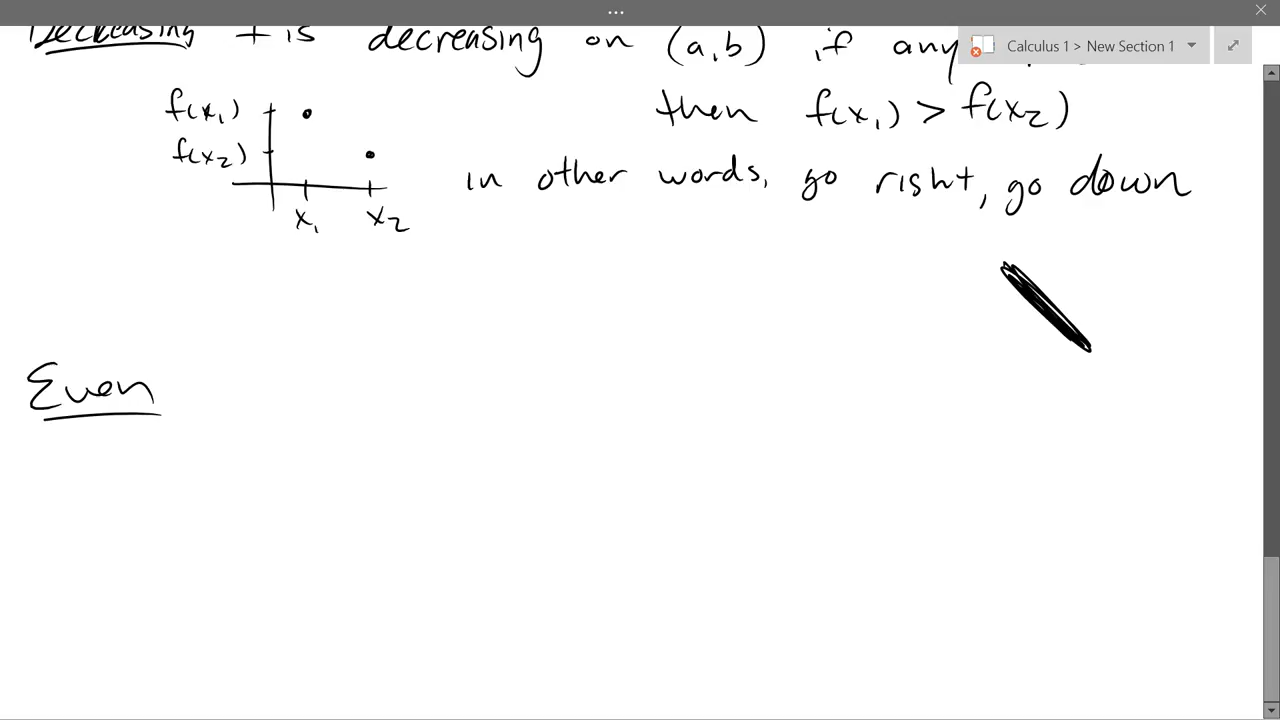 ...
Calculus 1 > New Section 1
Decreasing f is decreasing on (a,b) if any
f(x₁) then f(x₁) > f(x₂)
f(x₂) in other words, go right, go down
x₁ x₂
Even